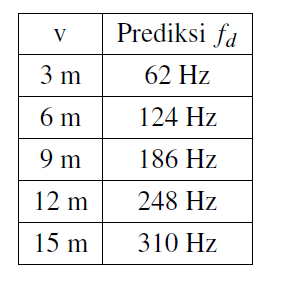 v Prediksi f_d
3 m 62 Hz
6 m 124 Hz
9 m 186 Hz
12 m 248 Hz
15 m 310 Hz